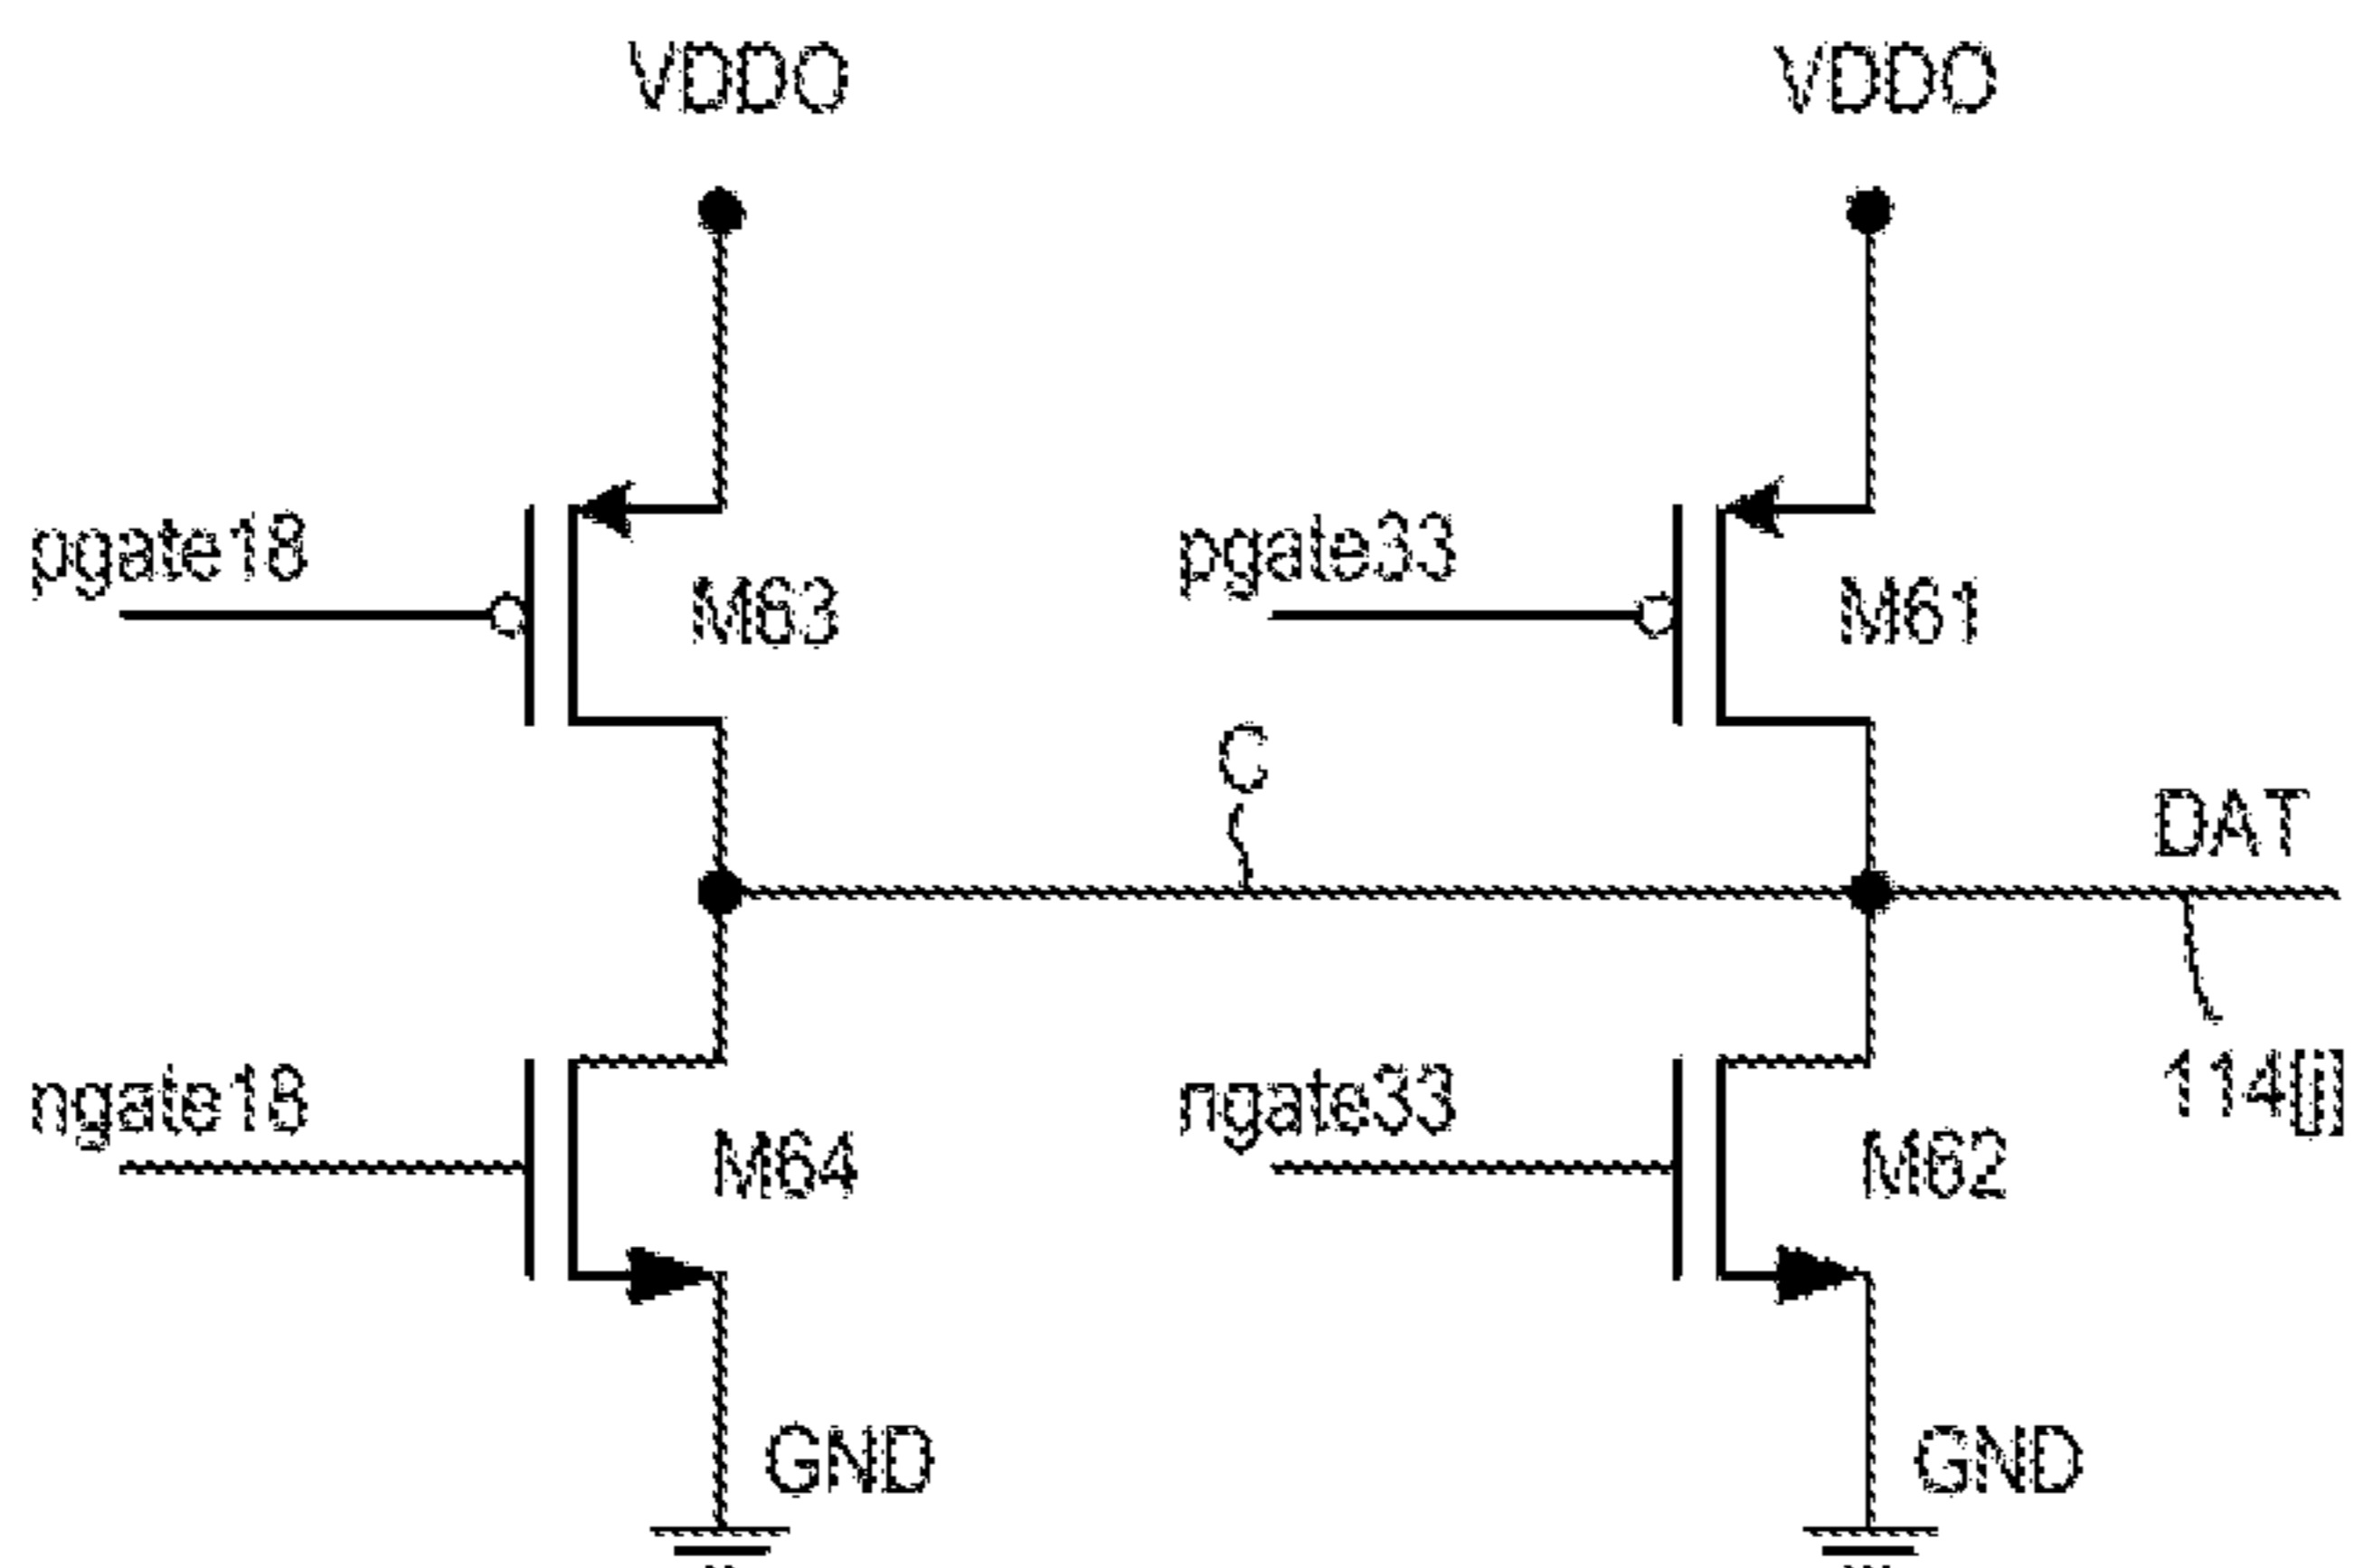 VDDO
VDDO
pgate18
M63
pgate33
M61
C
DAT
ngate18
M64
ngate33
M62
114[]
GND
GND